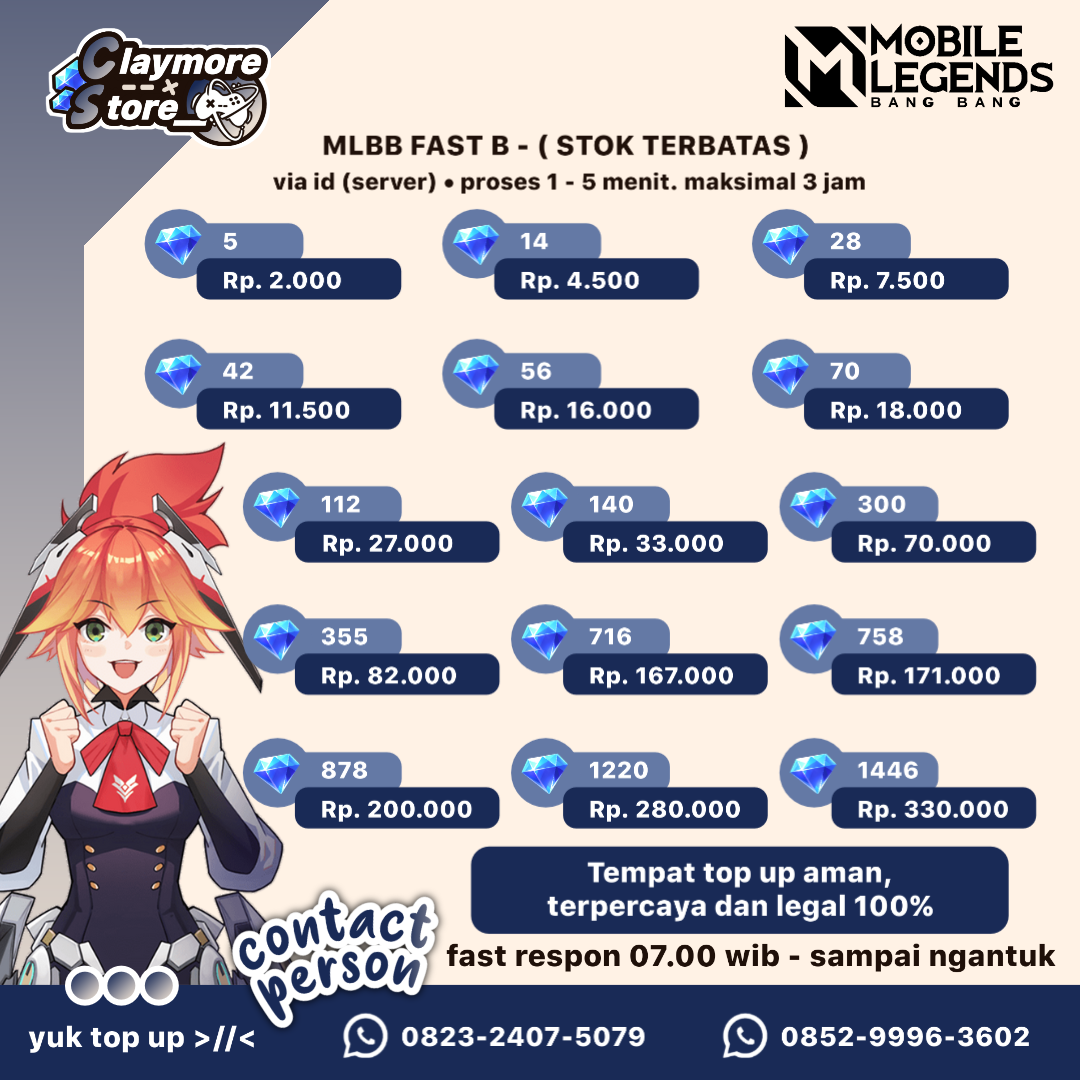 Claymore
Store_
MOBILE
LEGENDS
BANG BANG
MLBB FAST B - ( STOK TERBATAS )
via id (server) • proses 1 - 5 menit. maksimal 3 jam
5
Rp. 2.000
14
Rp. 4.500
28
Rp. 7.500
42
Rp. 11.500
56
Rp. 16.000
70
Rp. 18.000
112
Rp. 27.000
140
Rp. 33.000
300
Rp. 70.000
355
Rp. 82.000
716
Rp. 167.000
758
Rp. 171.000
878
Rp. 200.000
1220
Rp. 280.000
1446
Rp. 330.000
Tempat top up aman,
terpercaya dan legal 100%
contact
person
fast respon 07.00 wib - sampai ngantuk
yuk top up >//<
0823-2407-5079
0852-9996-3602